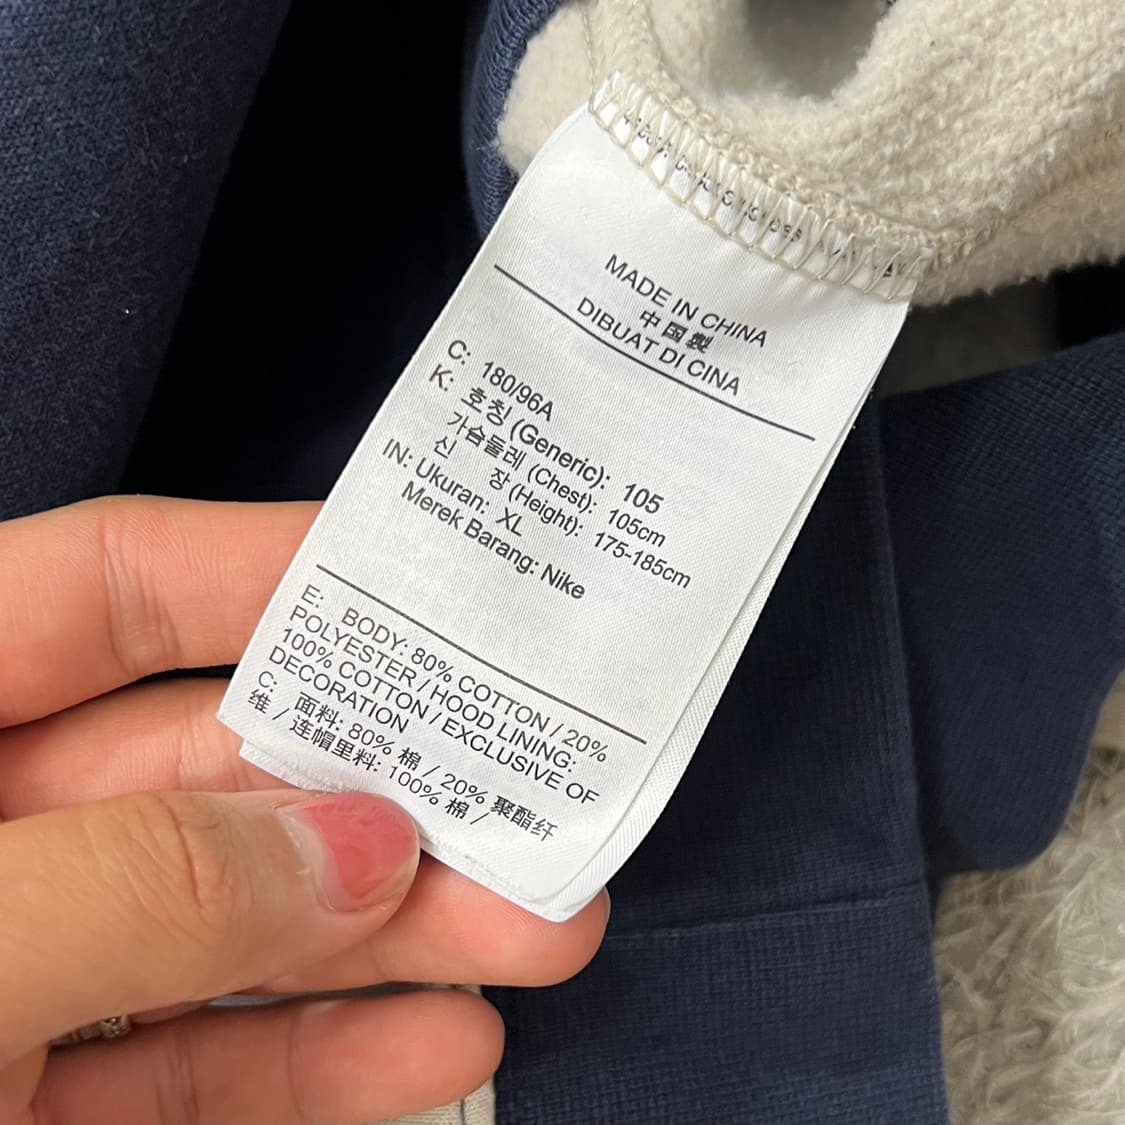 MADE IN CHINA
中国製
DIBUAT DI CINA
C: 180/96A
K: 호칭 (Generic): 105
가슴둘레 (Chest): 105cm
신 장 (Height): 175-185cm
IN: Ukuran: XL
Merek Barang: Nike
E: BODY: 80% COTTON / 20%
POLYESTER / HOOD LINING:
100% COTTON / EXCLUSIVE OF
DECORATION
C: 面料: 80% 棉 / 20% 聚酯纤
维 / 连帽里料: 100% 棉 /